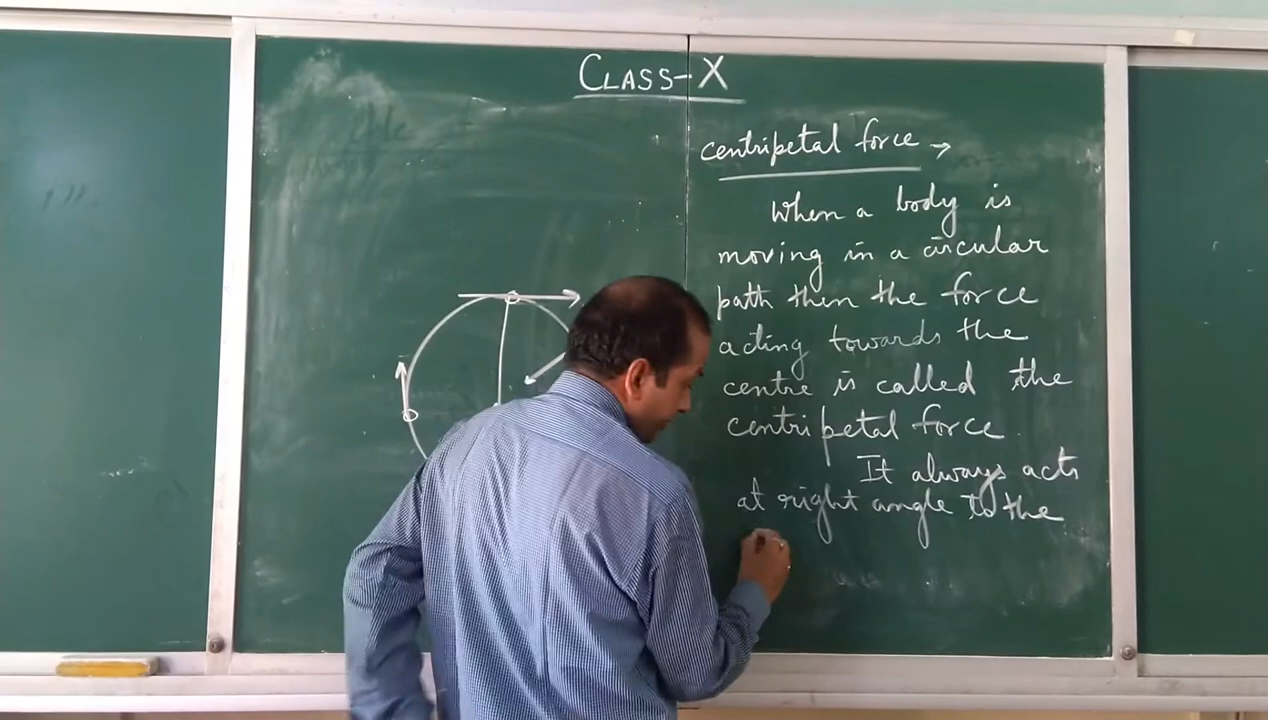 CLASS-X
centripetal force →
When a body is
moving in a circular
path then the force
acting towards the
centre is called the
centripetal force.
It always acts
at right angle to the